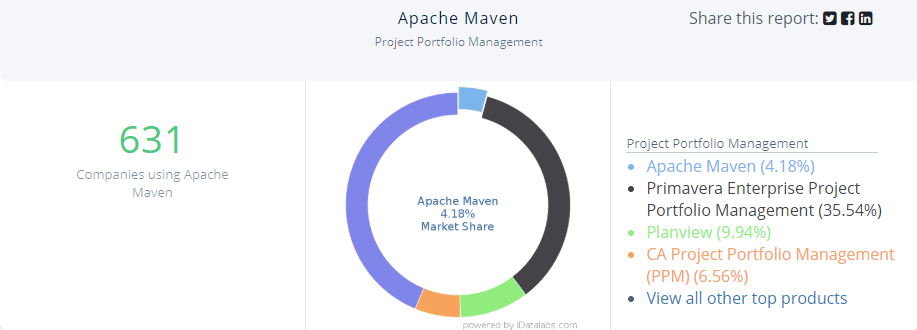 Apache Maven
Project Portfolio Management
Share this report:
631
Companies using Apache
Maven
Apache Maven
4.18%
Market Share
powered by iDatalabs.com
Project Portfolio Management
Apache Maven (4.18%)
Primavera Enterprise Project
Portfolio Management (35.54%)
Planview (9.94%)
CA Project Portfolio Management
(PPM) (6.56%)
View all other top products